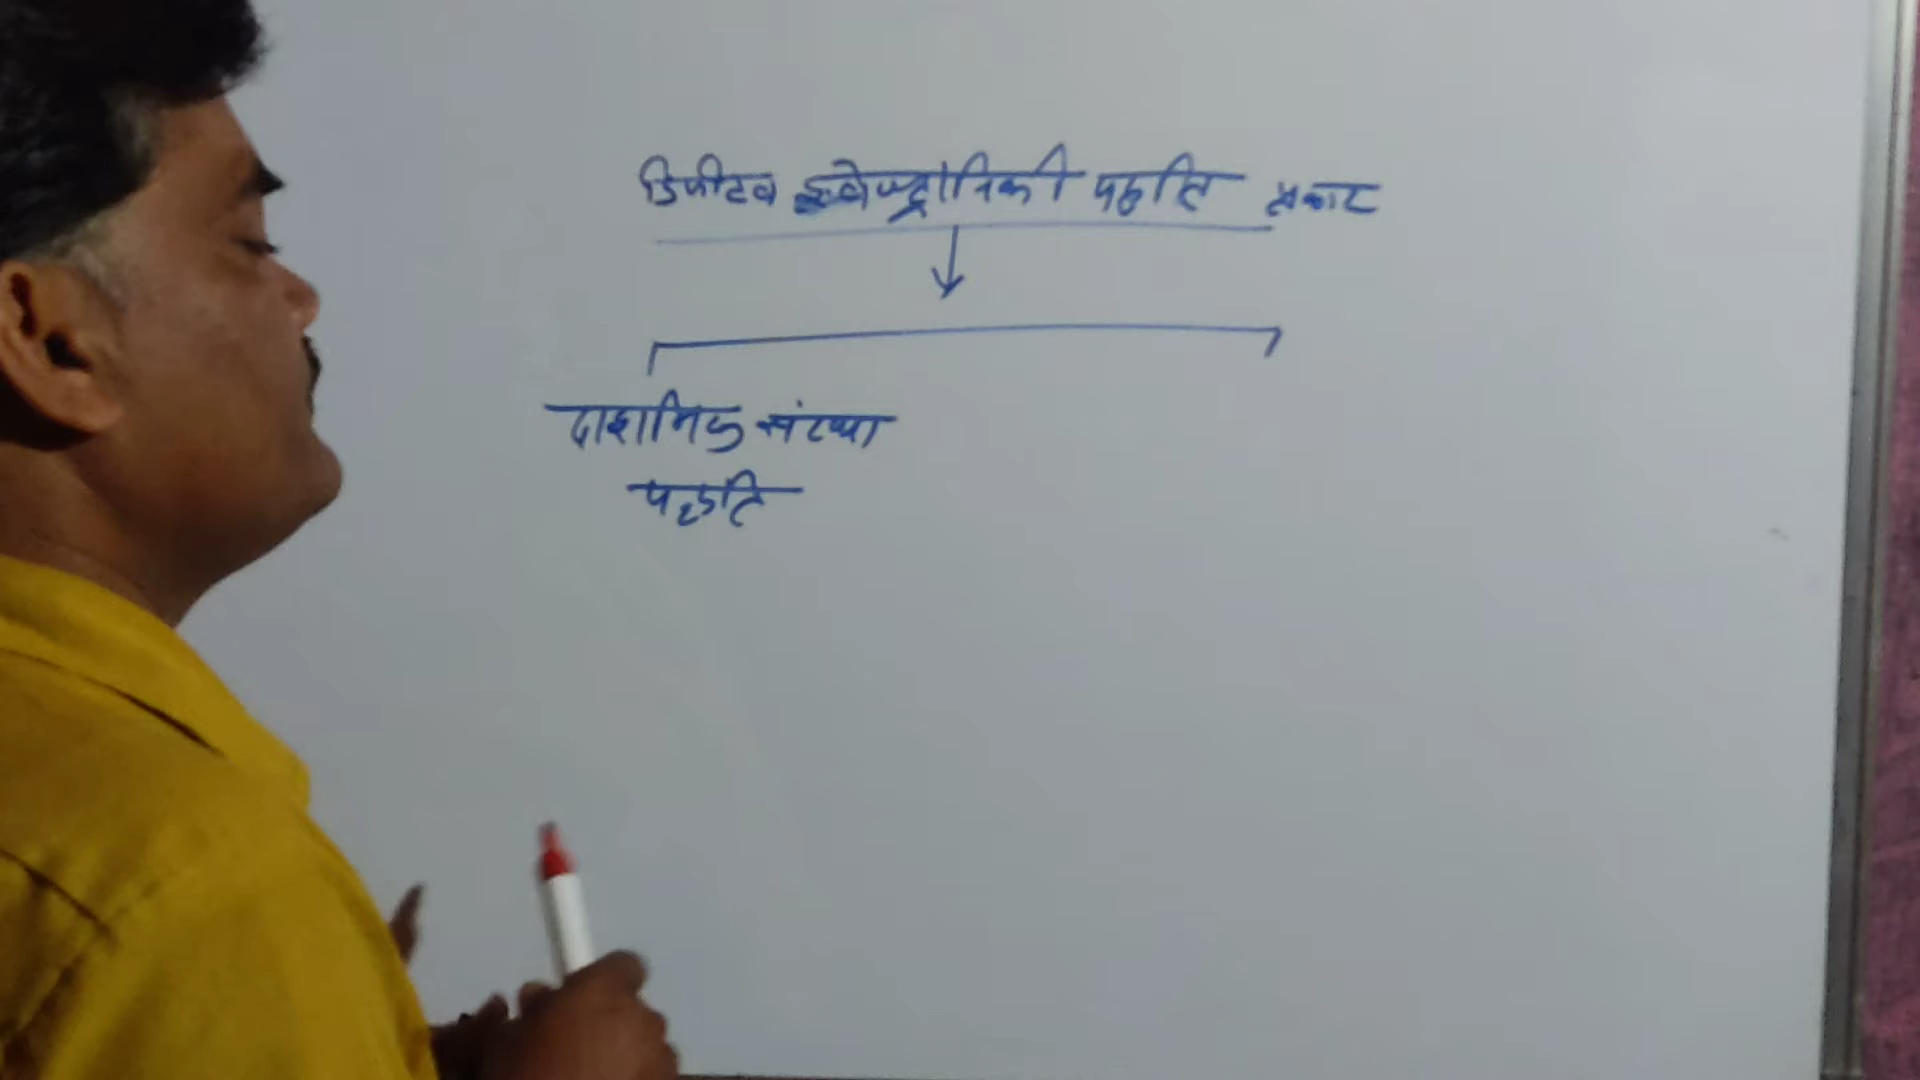 डिजीटल इलेक्ट्रानिकी पद्धति प्रकार
दाशमिक संख्या
पद्धति